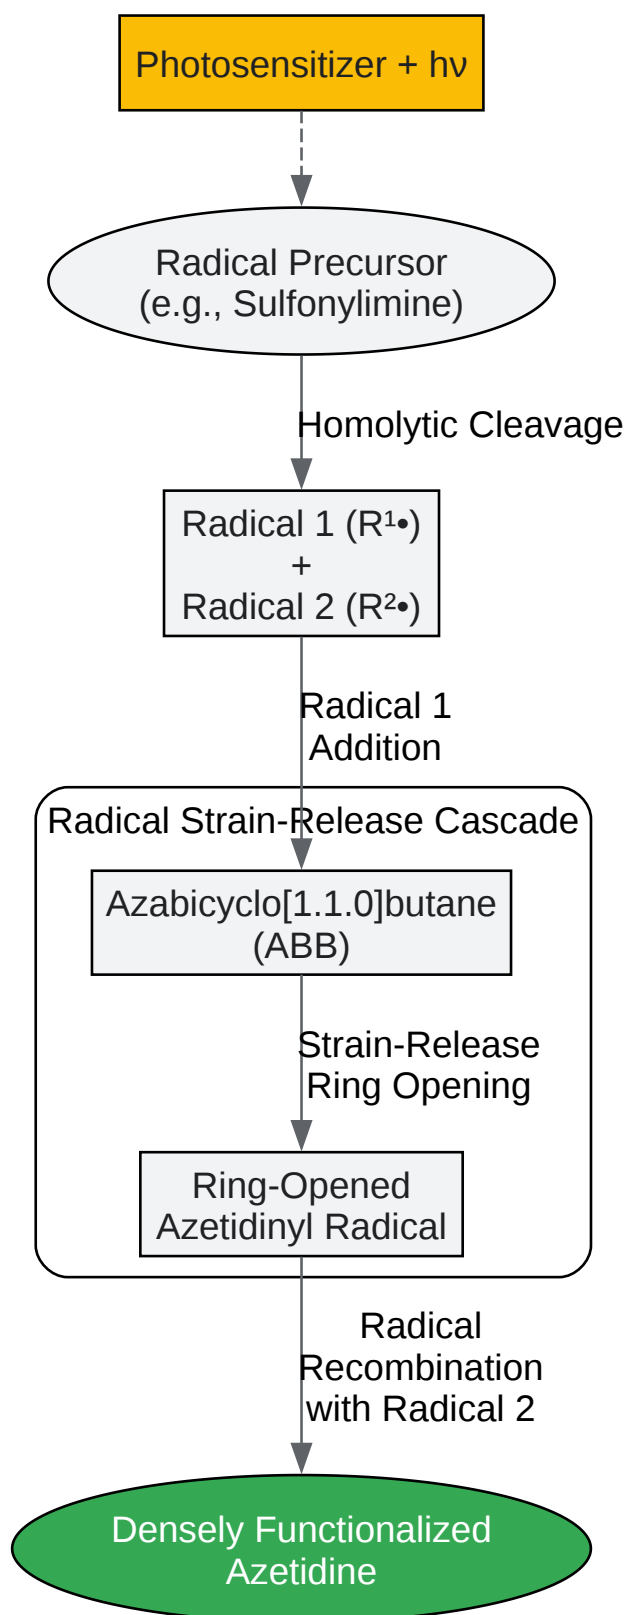 Photosensitizer + hν
Radical Precursor
(e.g., Sulfonylimine)
Homolytic Cleavage
Radical 1 (R¹•)
+
Radical 2 (R²•)
Radical 1
Addition
Radical Strain-Release Cascade
Azabicyclo[1.1.0]butane
(ABB)
Strain-Release
Ring Opening
Ring-Opened
Azetidinyl Radical
Radical
Recombination
with Radical 2
Densely Functionalized
Azetidine